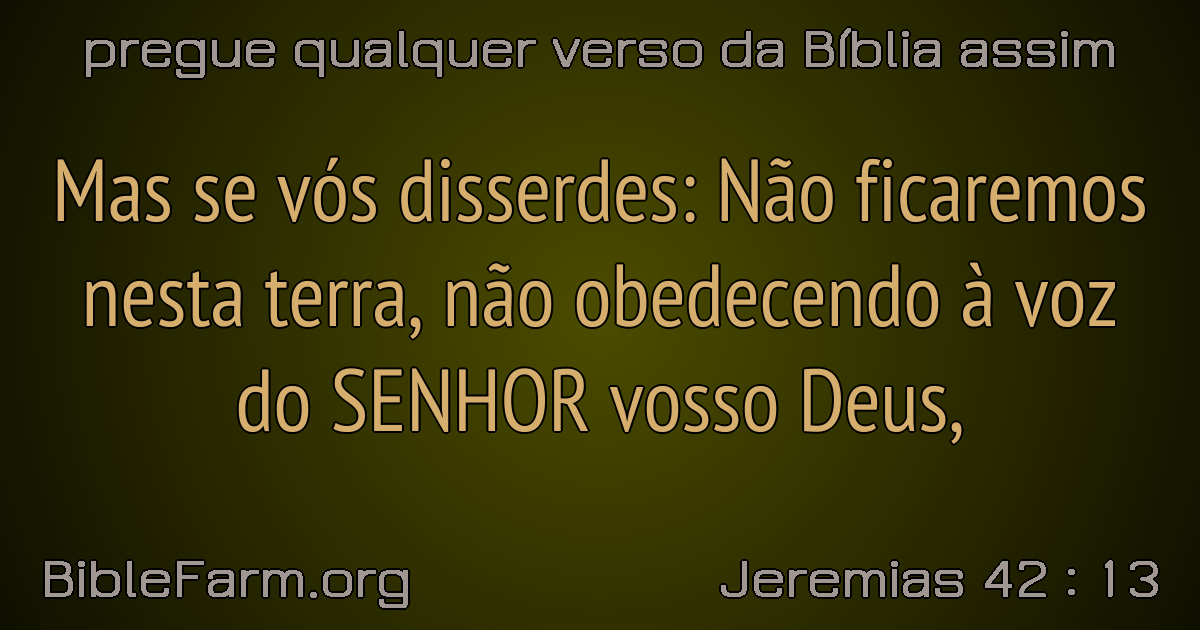 pregue qualquer verso da Bíblia assim
Mas se vós disserdes: Não ficaremos
nesta terra, não obedecendo à voz
do SENHOR vosso Deus,
BibleFarm.org
Jeremias 42 : 13